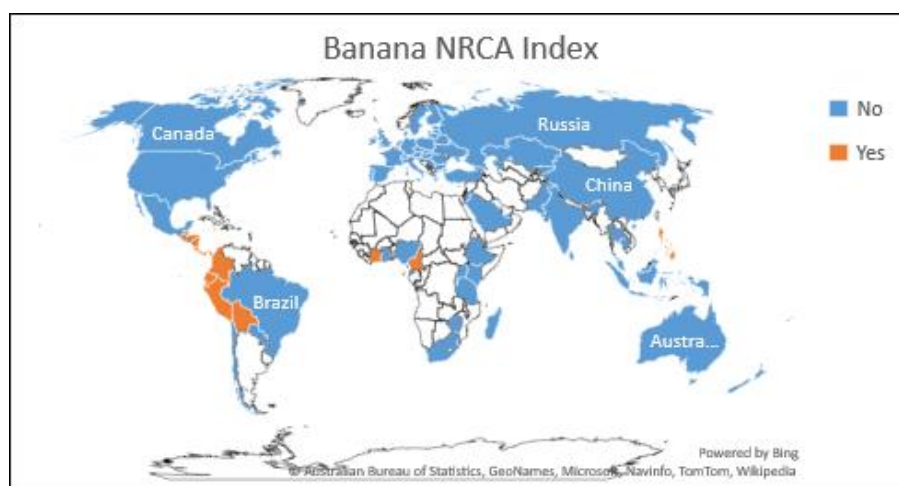 Banana NRCA Index
No
Yes
Canada
Russia
China
Brazil
Austra...
Powered by Bing
© Australian Bureau of Statistics, GeoNames, Microsoft, Navinfo, TomTom, Wikipedia